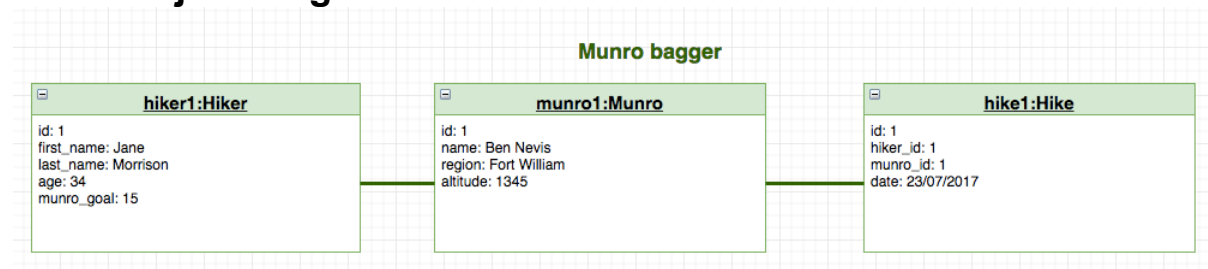 Munro bagger
hiker1:Hiker
id: 1
first_name: Jane
last_name: Morrison
age: 34
munro_goal: 15
munro1:Munro
id: 1
name: Ben Nevis
region: Fort William
altitude: 1345
hike1:Hike
id: 1
hiker_id: 1
munro_id: 1
date: 23/07/2017